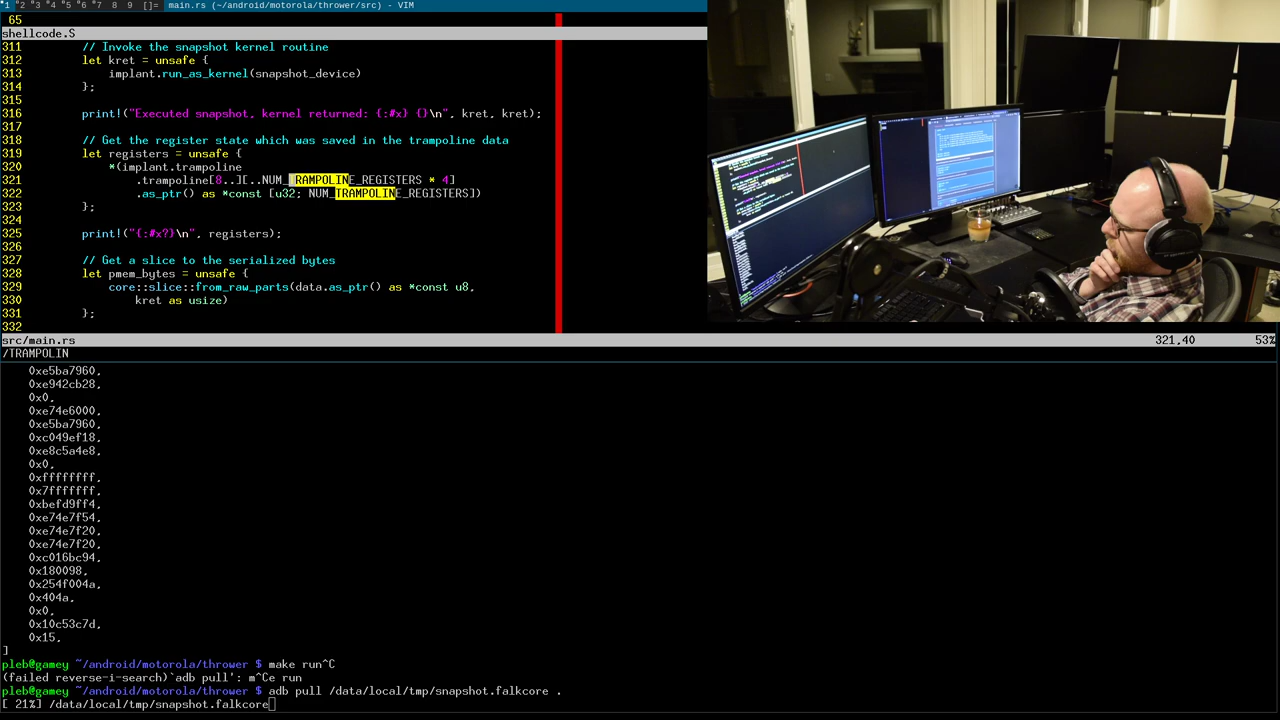 1 2 3 4 5 6 7 8 9 []= main.rs (~/android/motorola/thrower/src) - VIM
65
shellcode.S
311 // Invoke the snapshot kernel routine
312 let kret = unsafe {
313 implant.run_as_kernel(snapshot_device)
314 };
315
316 print!("Executed snapshot, kernel returned: {:#x} {}\n", kret, kret);
317
318 // Get the register state which was saved in the trampoline data
319 let registers = unsafe {
320 *(implant.trampoline
321 .trampoline[8..][..NUM_TRAMPOLINE_REGISTERS * 4]
322 .as_ptr() as *const [u32; NUM_TRAMPOLINE_REGISTERS])
323 };
324
325 print!("{:#x?}\n", registers);
326
327 // Get a slice to the serialized bytes
328 let pmem_bytes = unsafe {
329 core::slice::from_raw_parts(data.as_ptr() as *const u8,
330 kret as usize)
331 };
332
src/main.rs 321,40 53%
/TRAMPOLIN
0xe5ba7960,
0xe942cb28,
0x0,
0xe74e6000,
0xe5ba7960,
0xc049ef18,
0xe8c5a4e8,
0x0,
0xffffffff,
0x7fffffff,
0xbefd9ff4,
0xe74e7f54,
0xe74e7f20,
0xe74e7f20,
0xc016bc94,
0x180098,
0x254f004a,
0x404a,
0x0,
0x10c53c7d,
0x15,
]
pleb@gamey ~/android/motorola/thrower $ make run^C
(failed reverse-i-search)`adb pull': m^Ce run
pleb@gamey ~/android/motorola/thrower $ adb pull /data/local/tmp/snapshot.falkcore .
[ 21%] /data/local/tmp/snapshot.falkcore